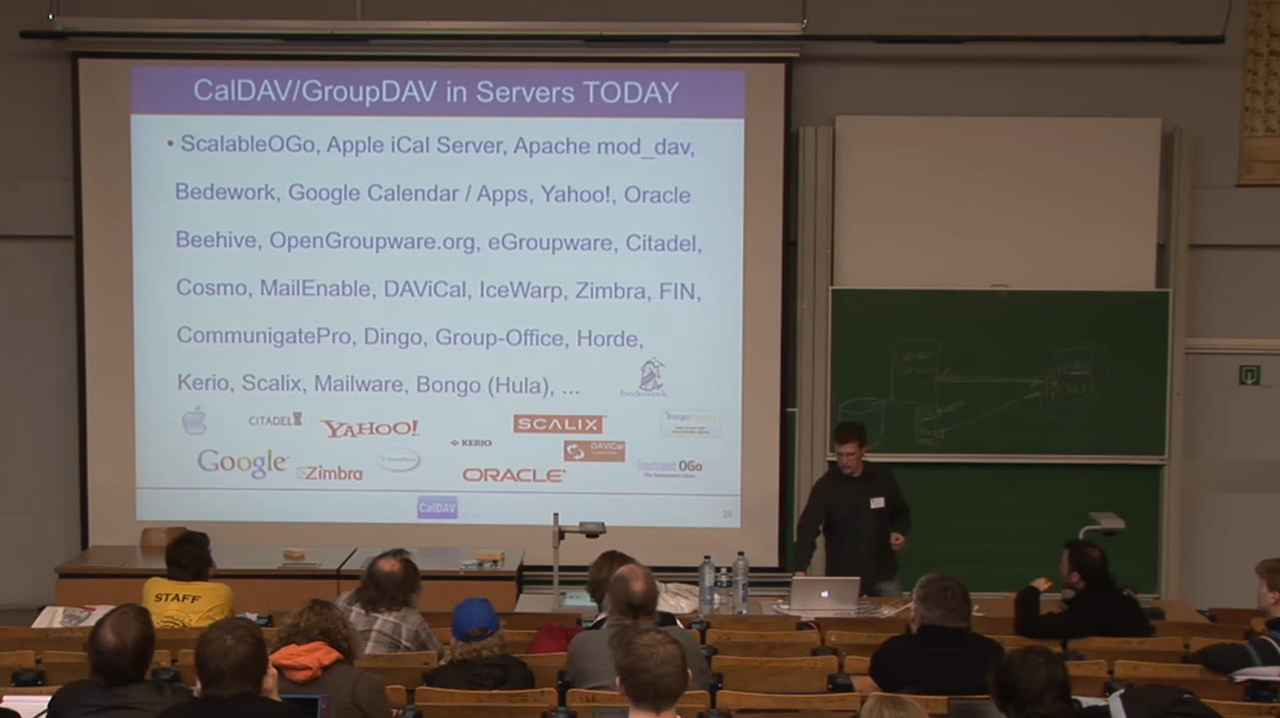 CalDAV/GroupDAV in Servers TODAY
• ScalableOGo, Apple iCal Server, Apache mod_dav,
Bedework, Google Calendar / Apps, Yahoo!, Oracle
Beehive, OpenGroupware.org, eGroupware, Citadel,
Cosmo, MailEnable, DAViCal, IceWarp, Zimbra, FIN,
CommunigatePro, Dingo, Group-Office, Horde,
Kerio, Scalix, Mailware, Bongo (Hula), ...
bedework
CITADEL
YAHOO!
KERIO
SCALIX
DAViCal
Google
Zimbra
ORACLE
OGo
CalDAV
26
STAFF